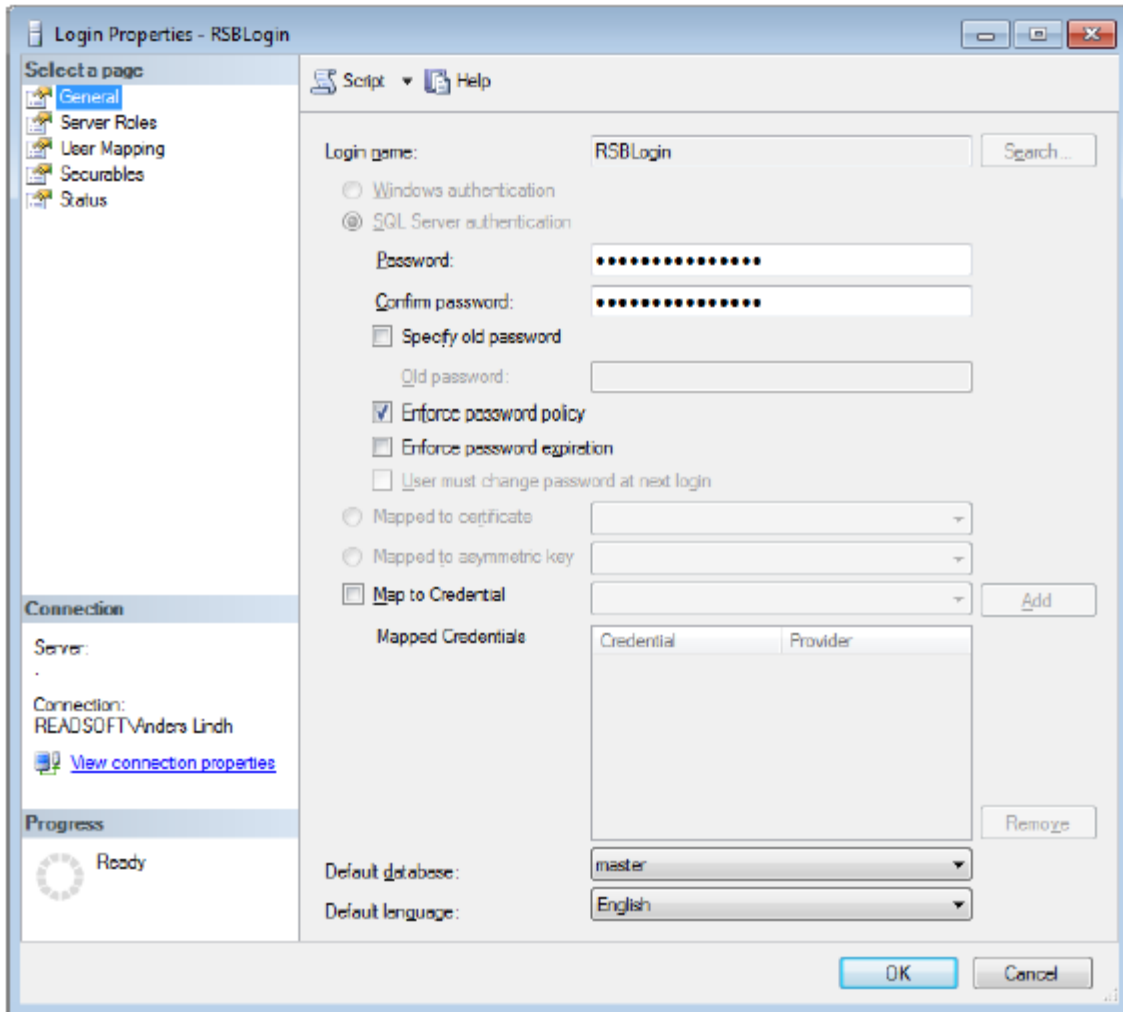 Login Properties - RSBLogin
Select a page
General
Server Roles
User Mapping
Securables
Status
Script Help
Login name: RSBLogin Search...
Windows authentication
SQL Server authentication
Password: •••••••••••••••
Confirm password: •••••••••••••••
Specify old password
Old password:
Enforce password policy
Enforce password expiration
User must change password at next login
Mapped to certificate
Mapped to asymmetric key
Map to Credential Add
Mapped Credentials Credential Provider
Remove
Default database: master
Default language: English
Connection
Server:
.
Connection:
READSOFT\Anders Lindh
View connection properties
Progress
Ready
OK Cancel